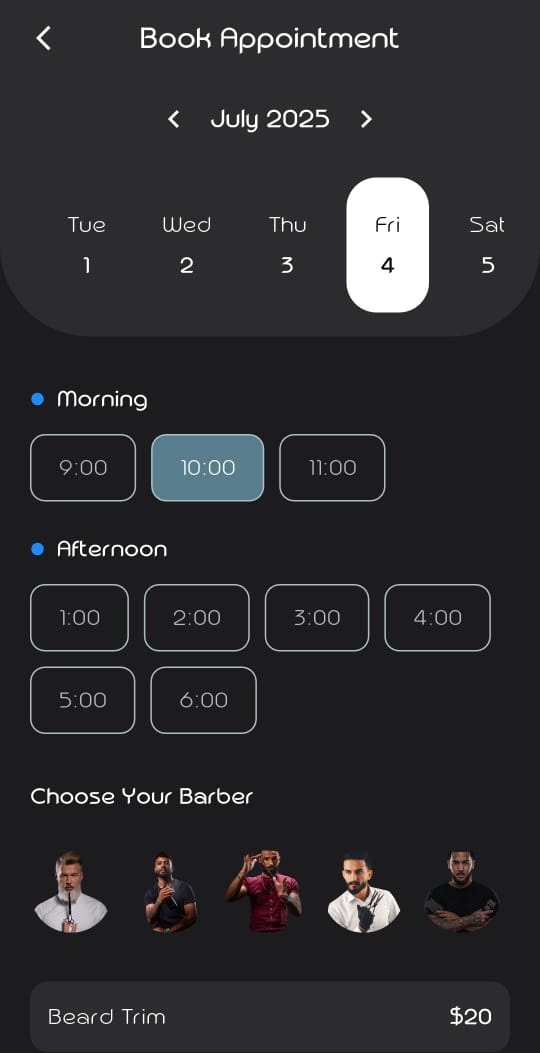 Book Appointment
July 2025
Tue Wed Thu Fri Sat
1 2 3 4 5
Morning
9:00 10:00 11:00
Afternoon
1:00 2:00 3:00 4:00
5:00 6:00
Choose Your Barber
Beard Trim $20